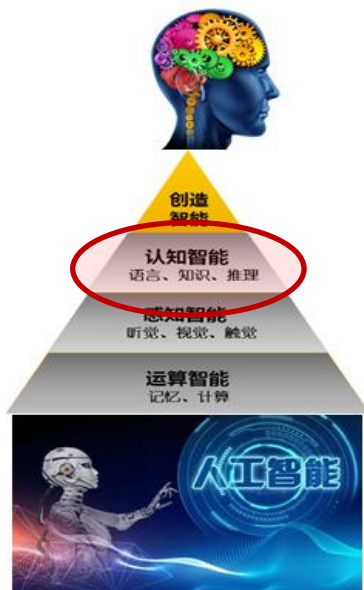 创造
智能
认知智能
语言、知识、推理
感知智能
听觉、视觉、触觉
运算智能
记忆、计算
人工智能